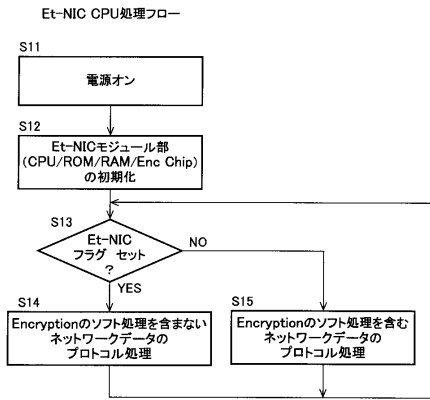 Et-NIC CPU処理フロー
S11
電源オン
S12
Et-NICモジュール部
(CPU/ROM/RAM/Enc Chip)
の初期化
S13
Et-NIC
フラグ セット
?
NO
YES
S14
Encryptionのソフト処理を含まない
ネットワークデータの
プロトコル処理
S15
Encryptionのソフト処理を含む
ネットワークデータの
プロトコル処理